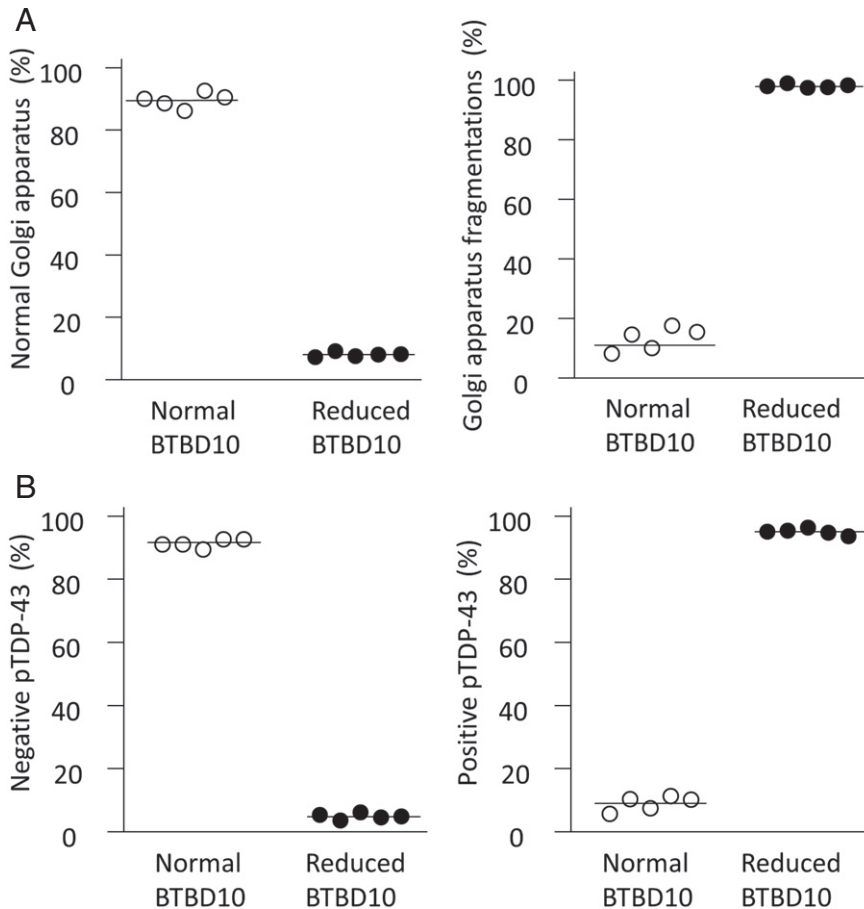 A
Normal Golgi apparatus (%)
100
80
60
40
20
0
Normal
BTBD10
Reduced
BTBD10
Golgi apparatus fragmentations (%)
100
80
60
40
20
0
Normal
BTBD10
Reduced
BTBD10
B
Negative pTDP-43 (%)
100
80
60
40
20
0
Normal
BTBD10
Reduced
BTBD10
Positive pTDP-43 (%)
100
80
60
40
20
0
Normal
BTBD10
Reduced
BTBD10